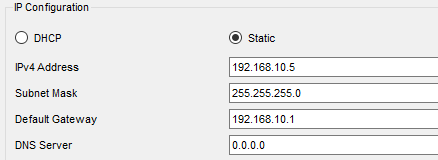 IP Configuration
DHCP Static
IPv4 Address 192.168.10.5
Subnet Mask 255.255.255.0
Default Gateway 192.168.10.1
DNS Server 0.0.0.0